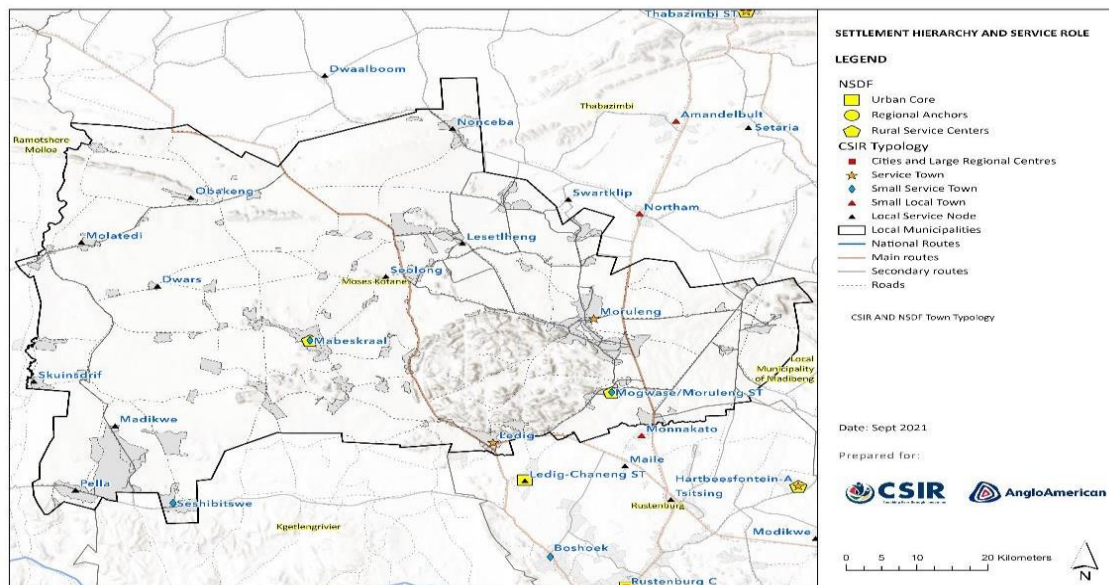 Thabazimbi ST
Dwaalboom
Thabazimbi
Nonceba
Amandelbult
Setaria
Ramotshere
Moiloa
Obakeng
Swartklip
Northam
Molatedi
Lesetlheng
Seolong
Moses Kotane
Dwars
Moruleng
Mabeskraal
Local
Municipality
of Madibeng
Skuinsdrif
Mogwase/Moruleng ST
Madikwe
Ledig
Monnakato
Maile
Ledig-Chaneng ST
Hartbeesfontein-A
Pella
Tsitsing
Seshibitswe
Rustenburg
Kgetlengrivier
Modikwe
Boshoek
Rustenburg C
SETTLEMENT HIERARCHY AND SERVICE ROLE
LEGEND
NSDF
Urban Core
Regional Anchors
Rural Service Centers
CSIR Typology
Cities and Large Regional Centres
Service Town
Small Service Town
Small Local Town
Local Service Node
Local Municipalities
National Routes
Main routes
Secondary routes
Roads
CSIR AND NSDF Town Typology
Date: Sept 2021
Prepared for:
CSIR
AngloAmerican
0 5 10 20 Kilometers
N